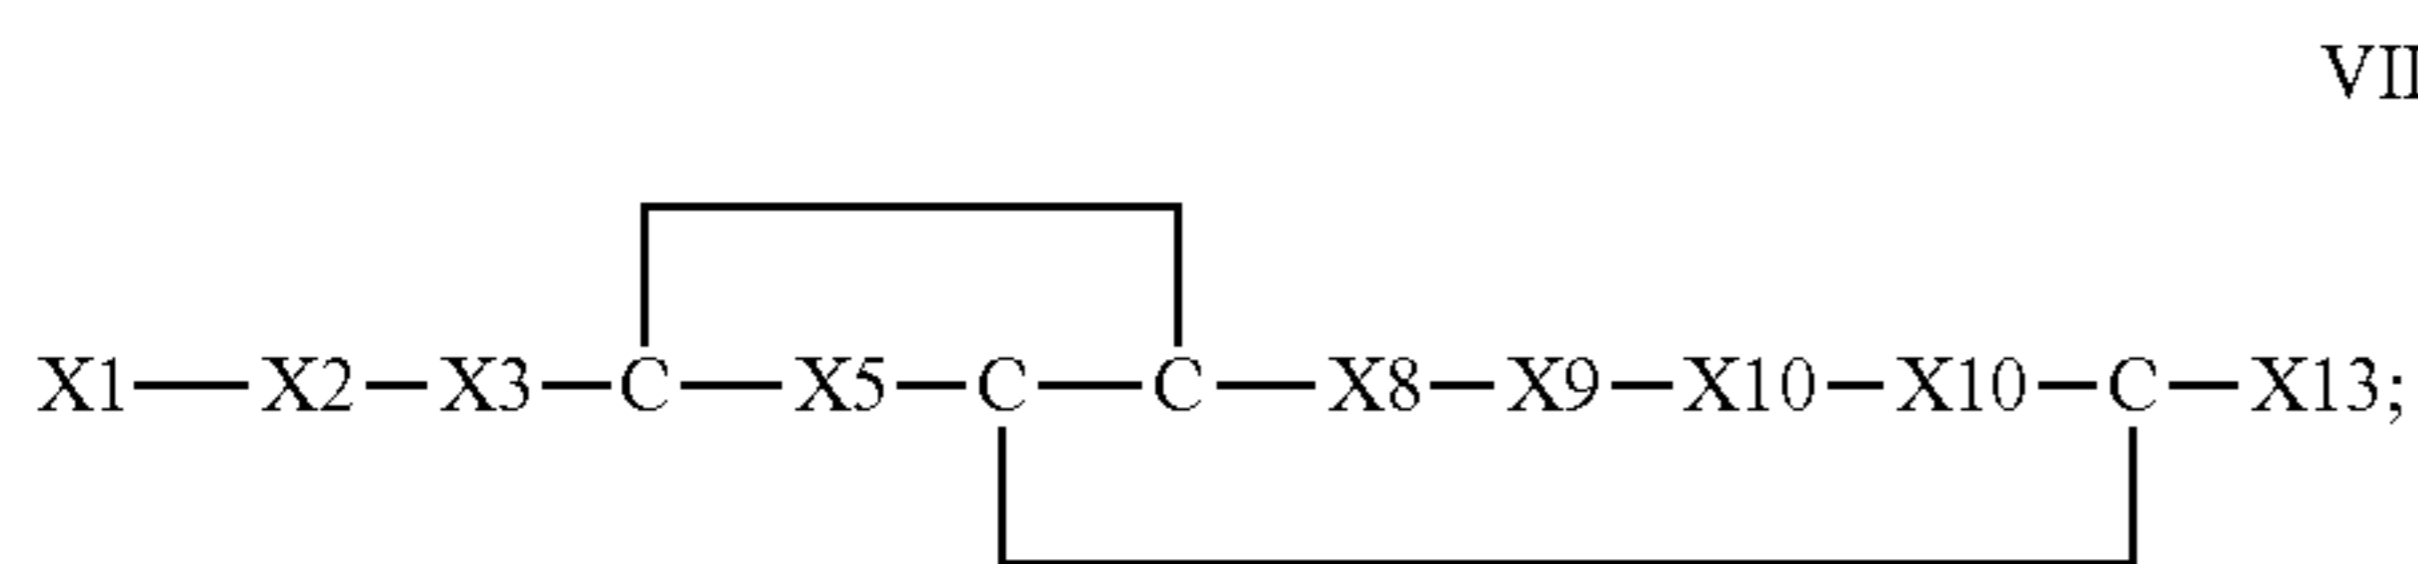 VII
X1—X2—X3—C—X5—C—C—X8—X9—X10—X10—C—X13;